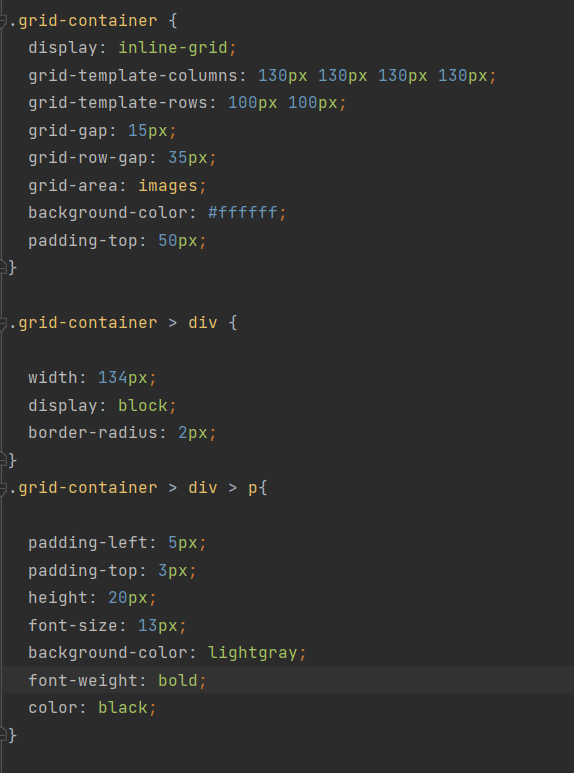 .grid-container {
  display: inline-grid;
  grid-template-columns: 130px 130px 130px 130px;
  grid-template-rows: 100px 100px;
  grid-gap: 15px;
  grid-row-gap: 35px;
  grid-area: images;
  background-color: #ffffff;
  padding-top: 50px;
}

.grid-container > div {

  width: 134px;
  display: block;
  border-radius: 2px;
}
.grid-container > div > p{

  padding-left: 5px;
  padding-top: 3px;
  height: 20px;
  font-size: 13px;
  background-color: lightgray;
  font-weight: bold;
  color: black;
}